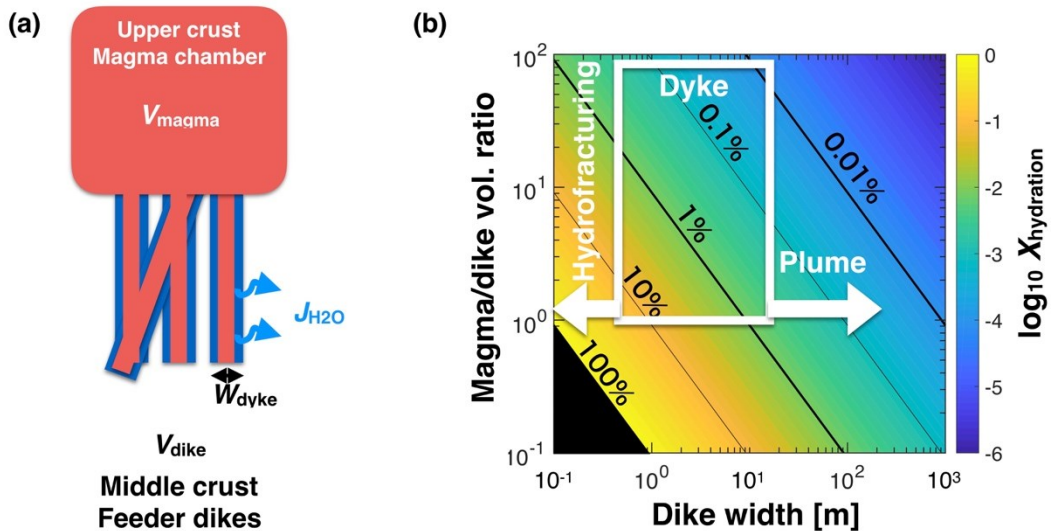 (a)
Upper crust
Magma chamber
Vmagma
JH2O
Wdyke
Vdike
Middle crust
Feeder dikes
(b)
Magma/dike vol. ratio
10²
10¹
10⁰
10⁻¹
10⁻¹
10⁰
10¹
10²
10³
Dike width [m]
Hydrofracturing
Dyke
Plume
0.1%
0.01%
1%
10%
100%
0
-1
-2
-3
-4
-5
-6
log₁₀ Xhydration